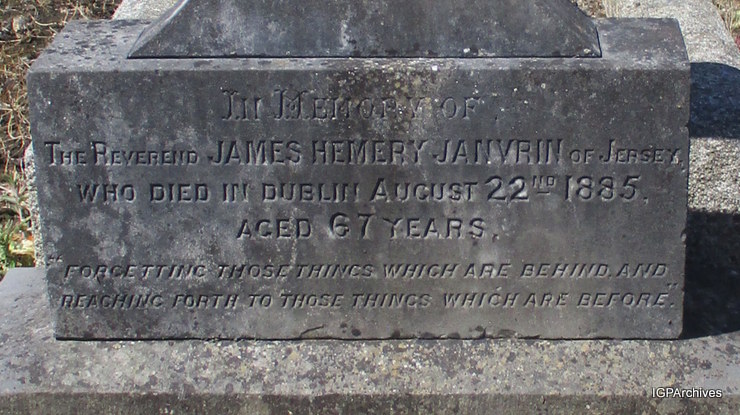 In Memory of
The Reverend JAMES HEMERY JANVRIN of Jersey,
WHO DIED IN DUBLIN AUGUST 22ND 1885.
AGED 67 YEARS.
"FORGETTING THOSE THINGS WHICH ARE BEHIND, AND
REACHING FORTH TO THOSE THINGS WHICH ARE BEFORE."
IGPArchives